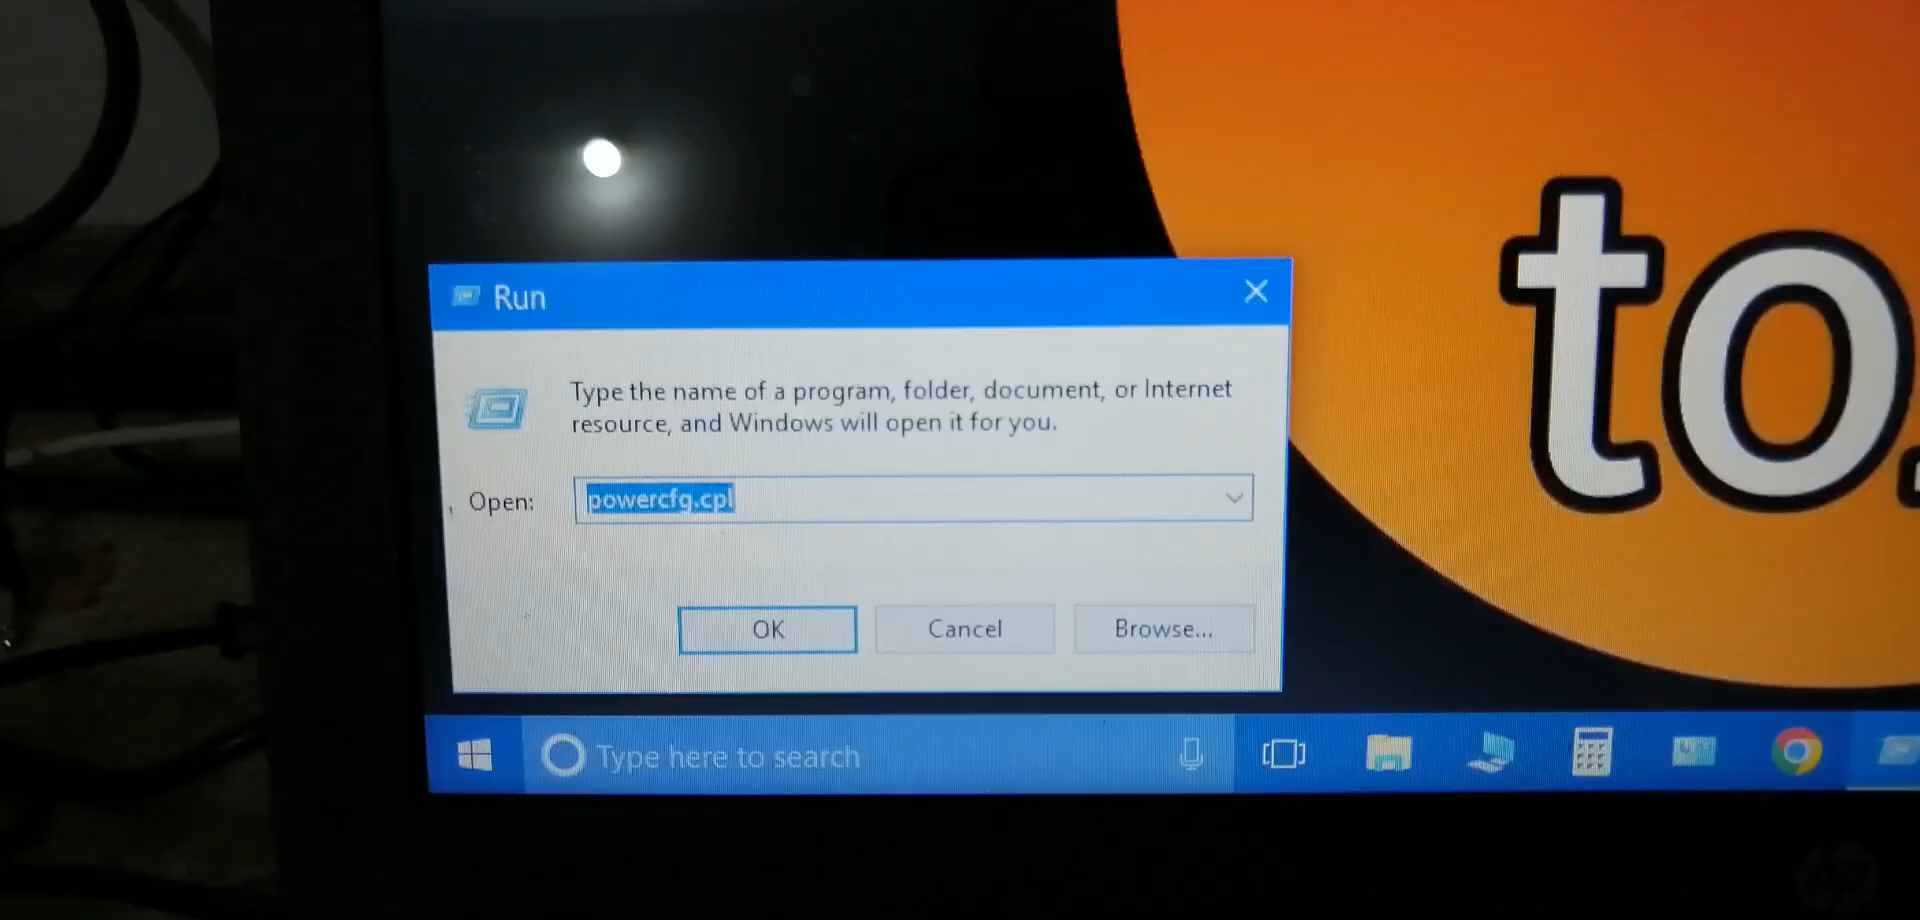 to.
Run
Type the name of a program, folder, document, or Internet
resource, and Windows will open it for you.
Open:
powercfg.cpl
OK
Cancel
Browse...
Type here to search
hp